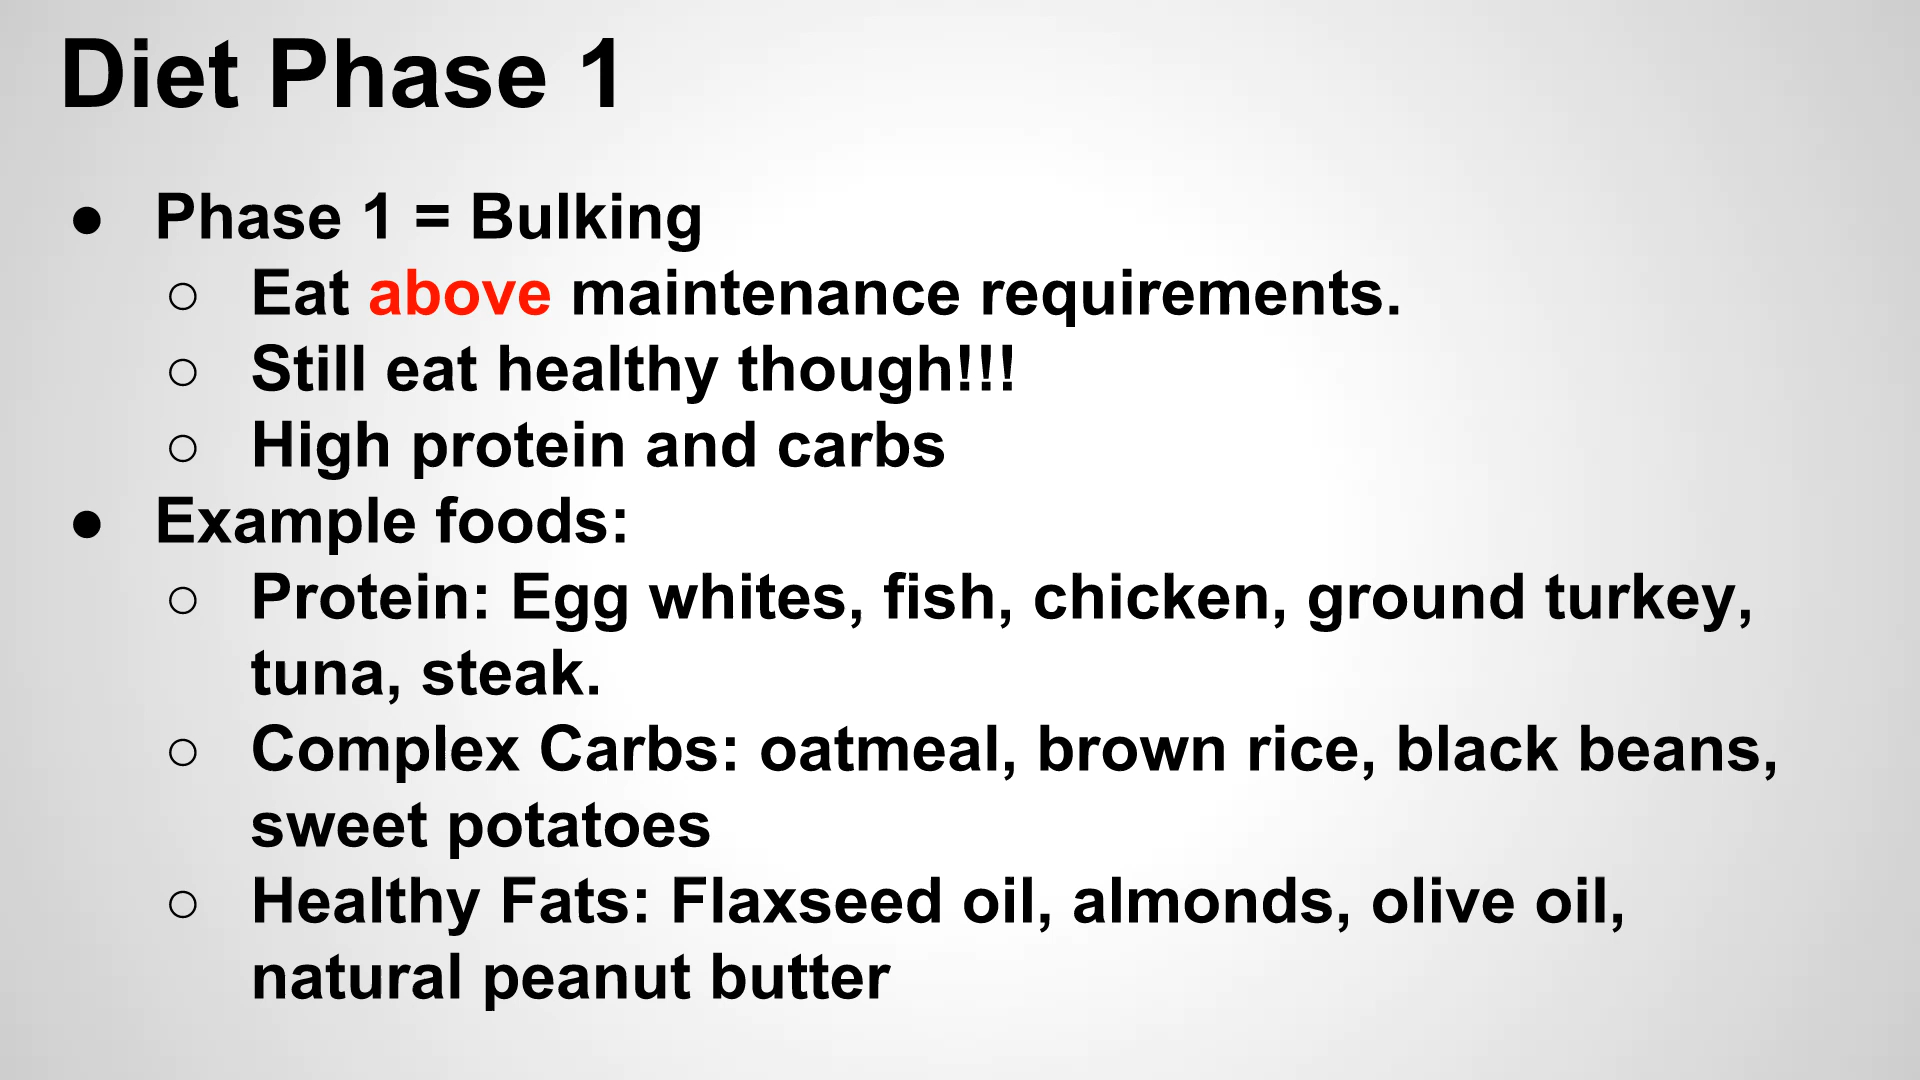 Diet Phase 1
● Phase 1 = Bulking
○ Eat above maintenance requirements.
○ Still eat healthy though!!!
○ High protein and carbs
● Example foods:
○ Protein: Egg whites, fish, chicken, ground turkey,
tuna, steak.
○ Complex Carbs: oatmeal, brown rice, black beans,
sweet potatoes
○ Healthy Fats: Flaxseed oil, almonds, olive oil,
natural peanut butter